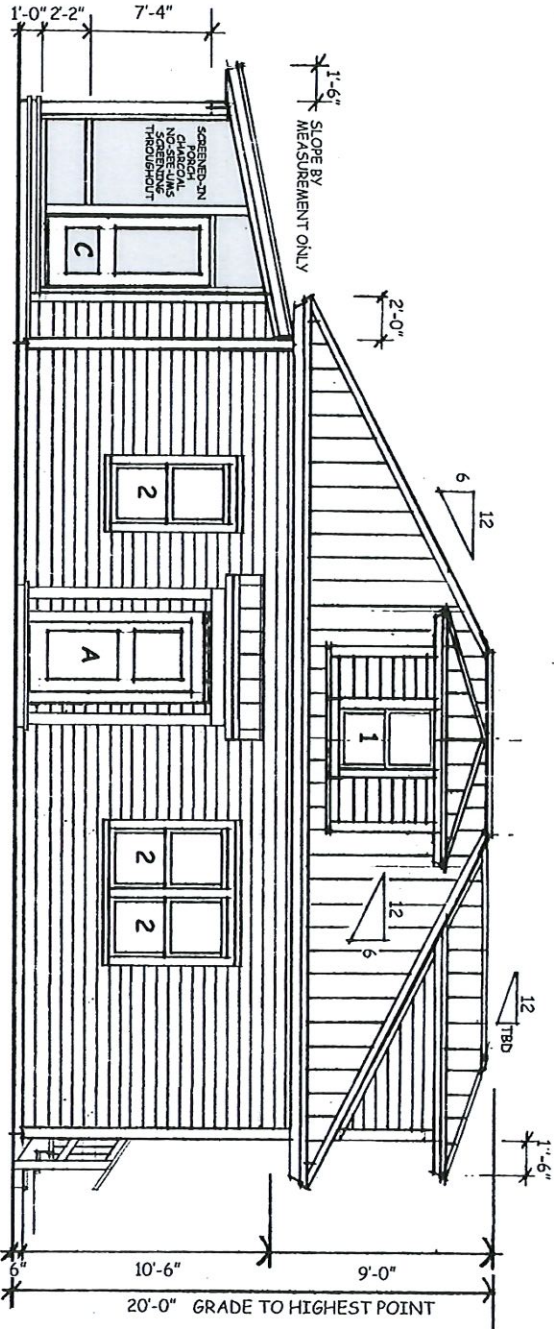 1'-0"
2'-2"
7'-4"
1'-6"
SLOPE BY
MEASUREMENT ONLY
SCREENED-IN
PORCH
CHARCOAL
NO-SEE-UMS
SCREENING
THROUGHOUT
C
2'-0"
6
12
2
A
1
2
2
12
6
12
TBD
1'-6"
6"
10'-6"
9'-0"
20'-0" GRADE TO HIGHEST POINT